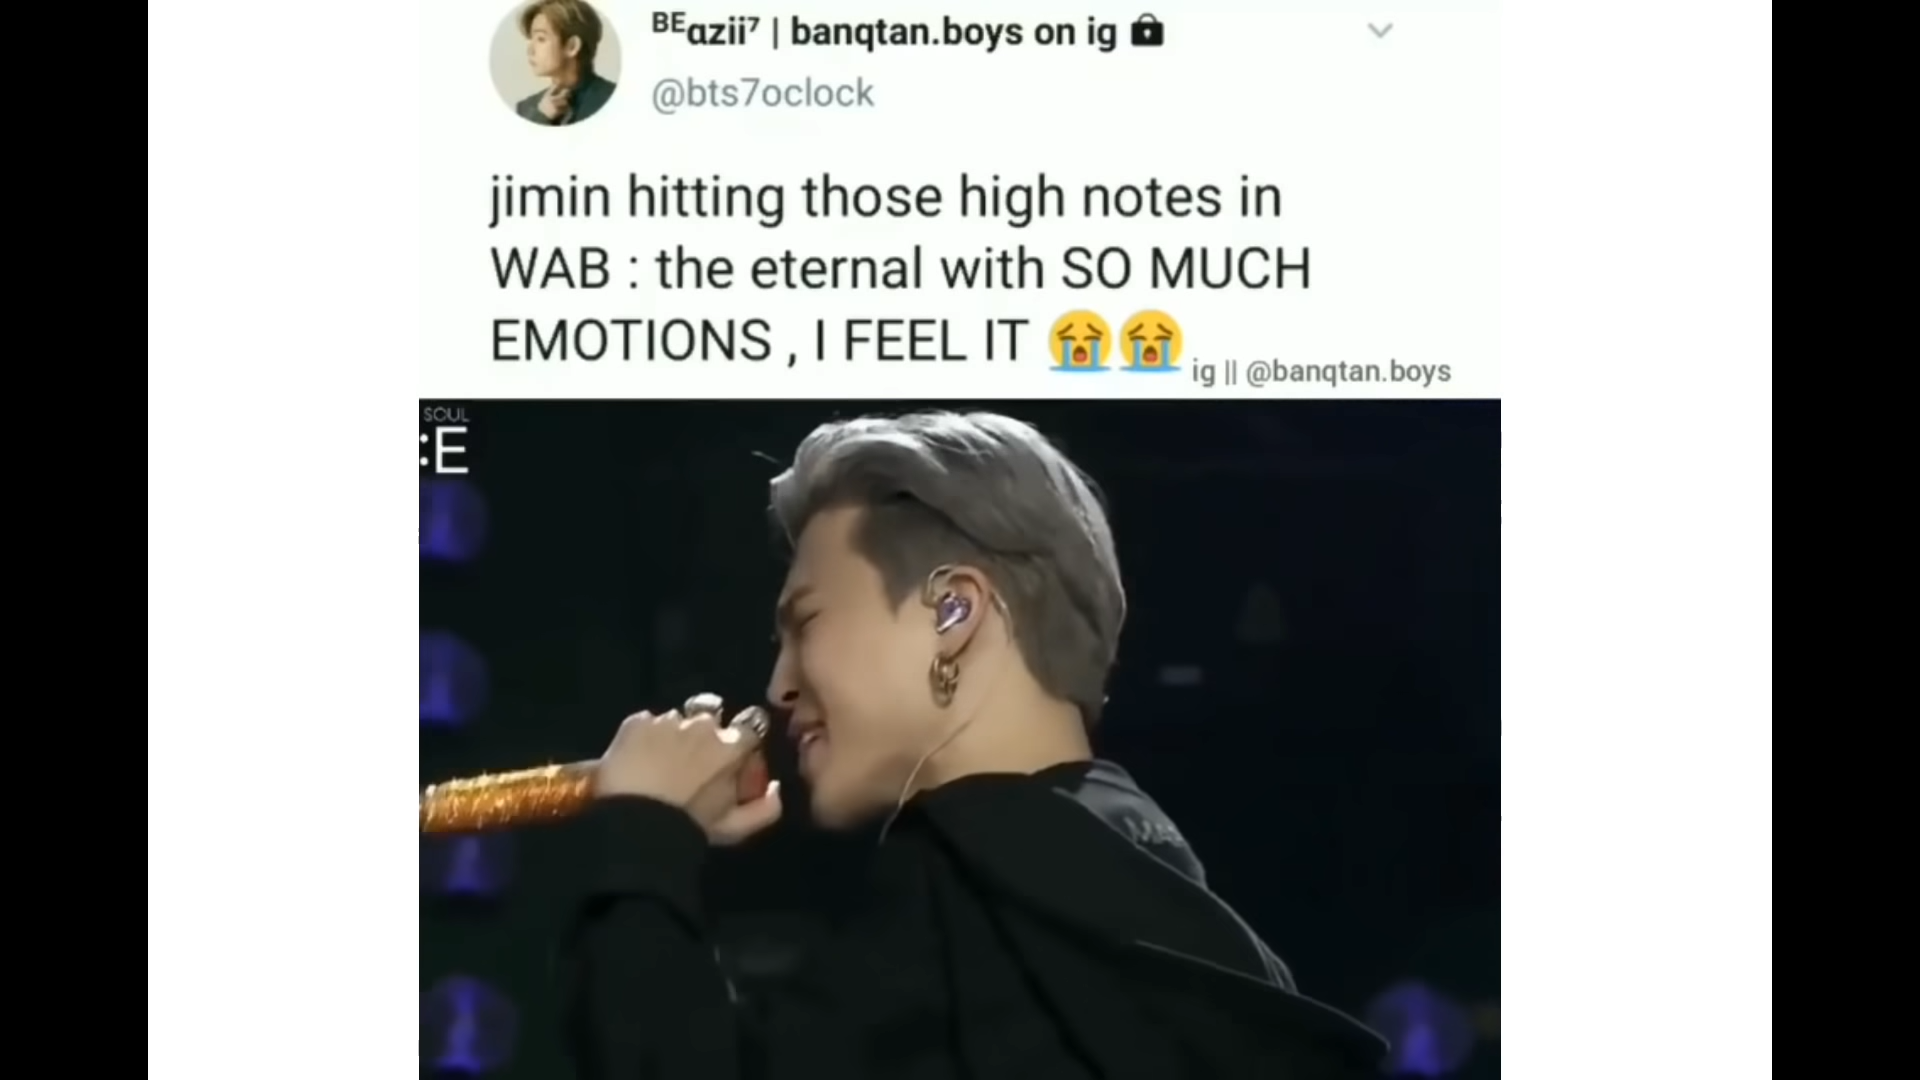 ᴮᴱazii⁷ | banqtan.boys on ig 🔒
@bts7oclock
jimin hitting those high notes in
WAB : the eternal with SO MUCH
EMOTIONS , I FEEL IT 😭😭
ig || @banqtan.boys
SOUL
:E